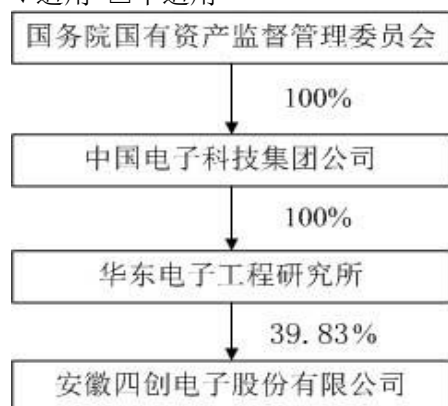 国务院国有资产监督管理委员会
100%
中国电子科技集团公司
100%
华东电子工程研究所
39.83%
安徽四创电子股份有限公司